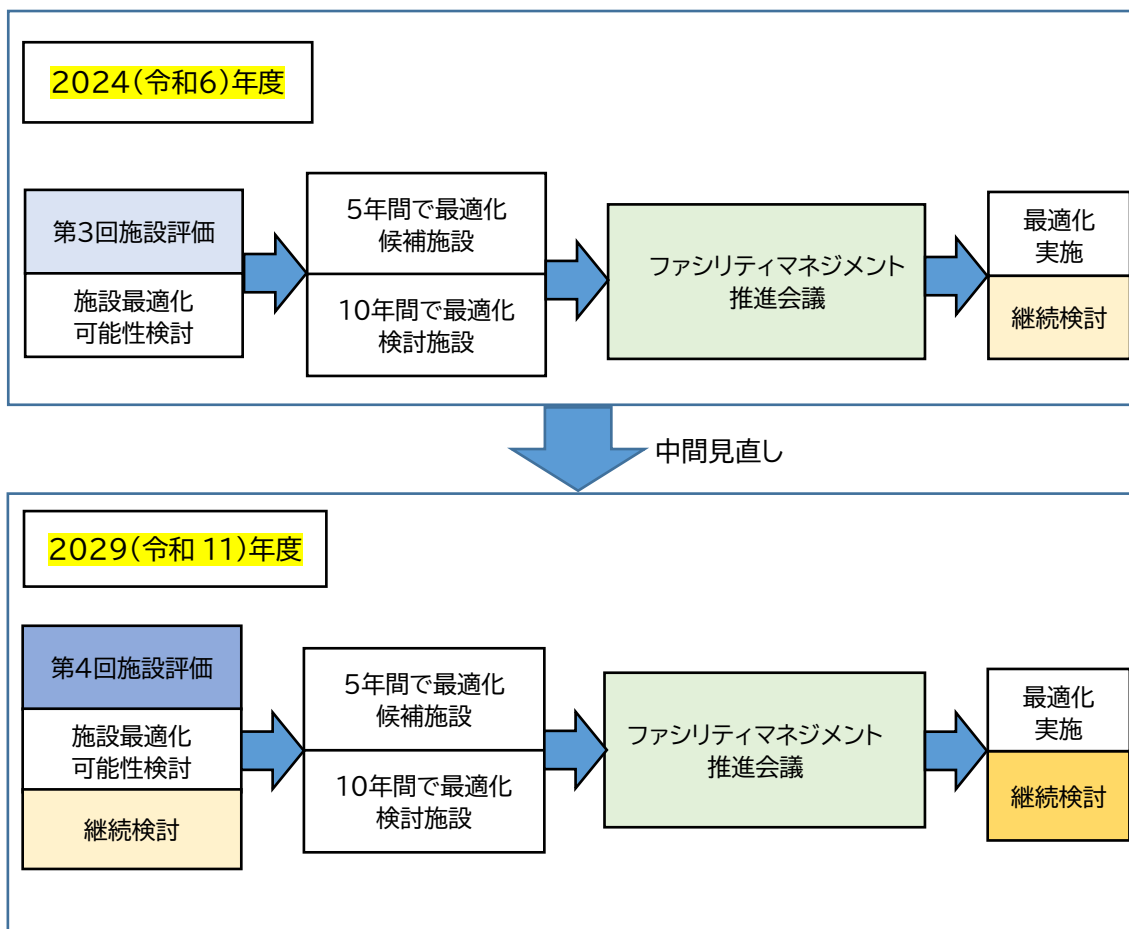 2024(令和6)年度
第3回施設評価
施設最適化
可能性検討
5年間で最適化
候補施設
10年間で最適化
検討施設
ファシリティマネジメント
推進会議
最適化
実施
継続検討
中間見直し
2029(令和 11)年度
第4回施設評価
施設最適化
可能性検討
継続検討
5年間で最適化
候補施設
10年間で最適化
検討施設
ファシリティマネジメント
推進会議
最適化
実施
継続検討